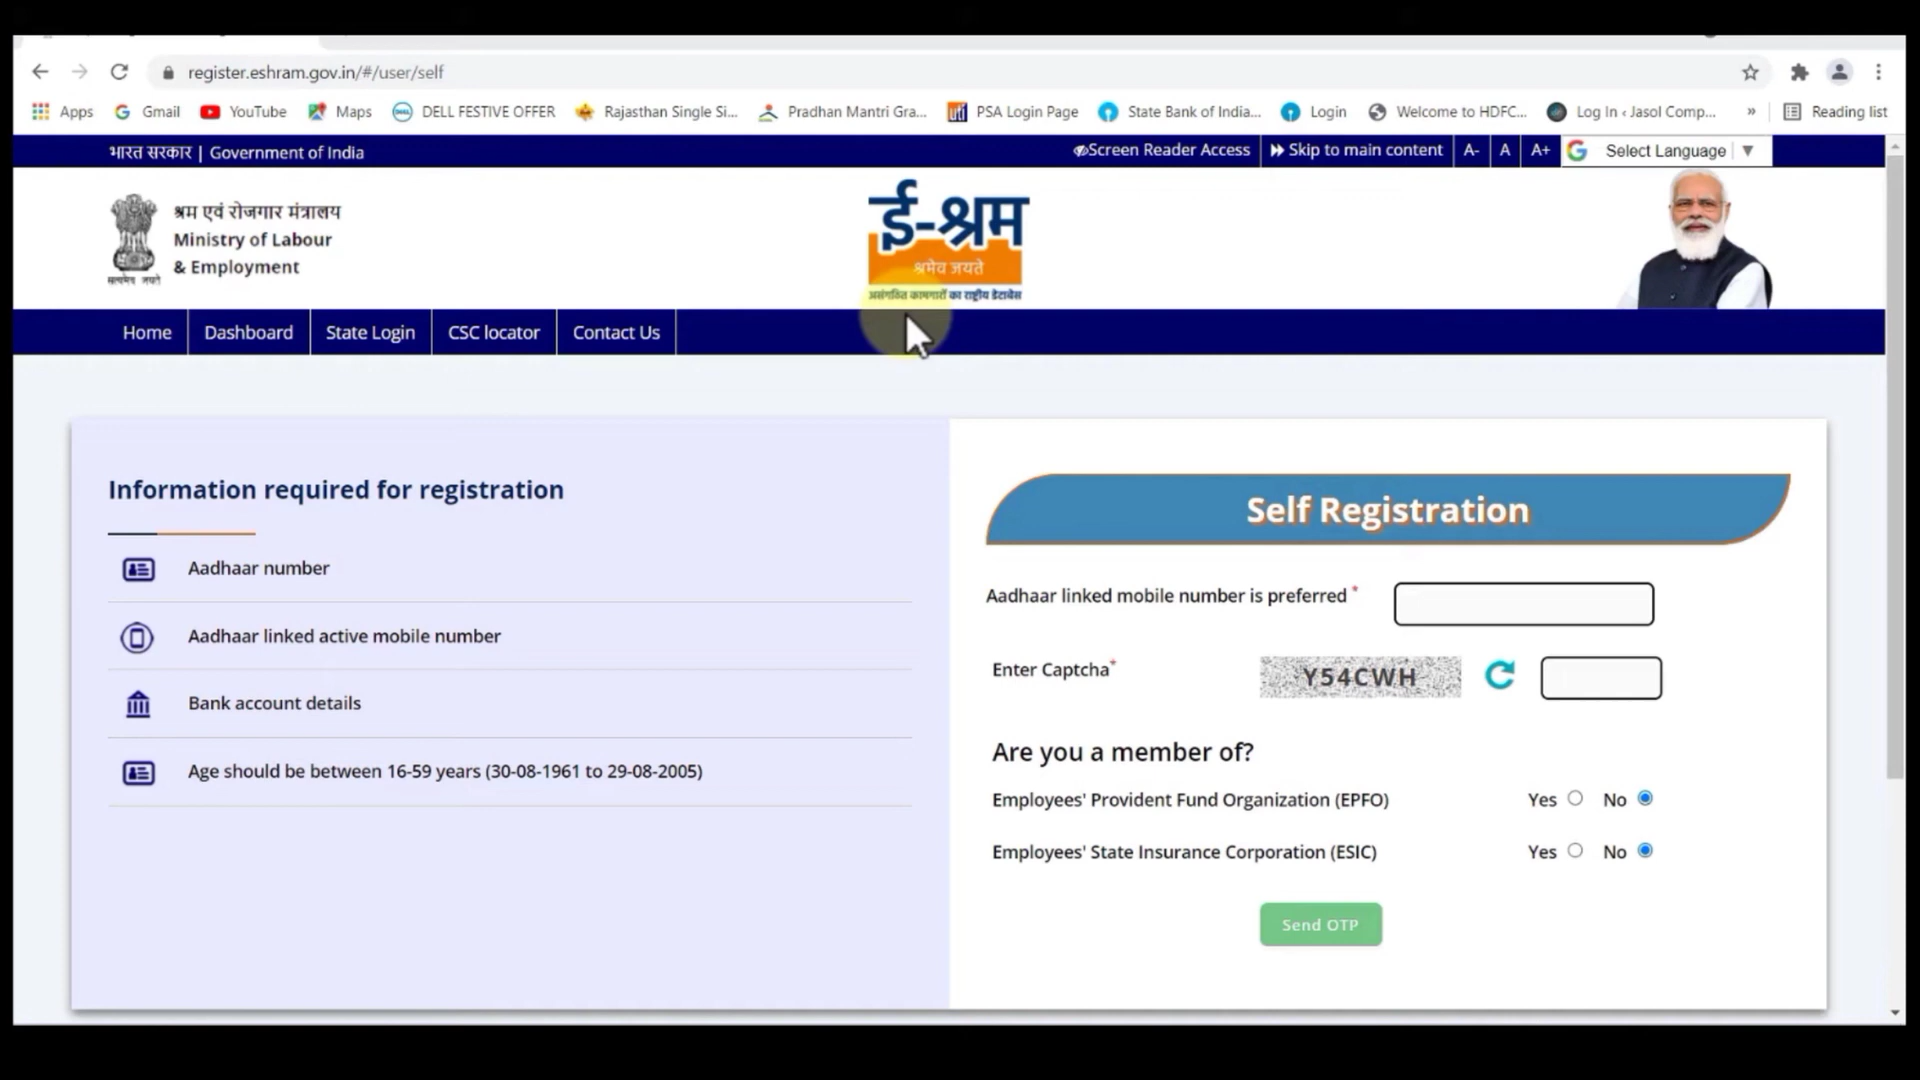 register.eshram.gov.in/#/user/self
Apps Gmail YouTube Maps DELL FESTIVE OFFER Rajasthan Single Si... Pradhan Mantri Gra... PSA Login Page State Bank of India... Login Welcome to HDFC... Log In ‹ Jasol Comp... » Reading list
भारत सरकार | Government of India Screen Reader Access Skip to main content A- A A+ Select Language ▼
श्रम एवं रोजगार मंत्रालय
Ministry of Labour
& Employment
सत्यमेव जयते
ई-श्रम
श्रमेव जयते
असंगठित कामगारों का राष्ट्रीय डेटाबेस
Home Dashboard State Login CSC locator Contact Us
Information required for registration
Aadhaar number
Aadhaar linked active mobile number
Bank account details
Age should be between 16-59 years (30-08-1961 to 29-08-2005)
Self Registration
Aadhaar linked mobile number is preferred *
Enter Captcha* Y54CWH
Are you a member of?
Employees' Provident Fund Organization (EPFO) Yes No
Employees' State Insurance Corporation (ESIC) Yes No
Send OTP